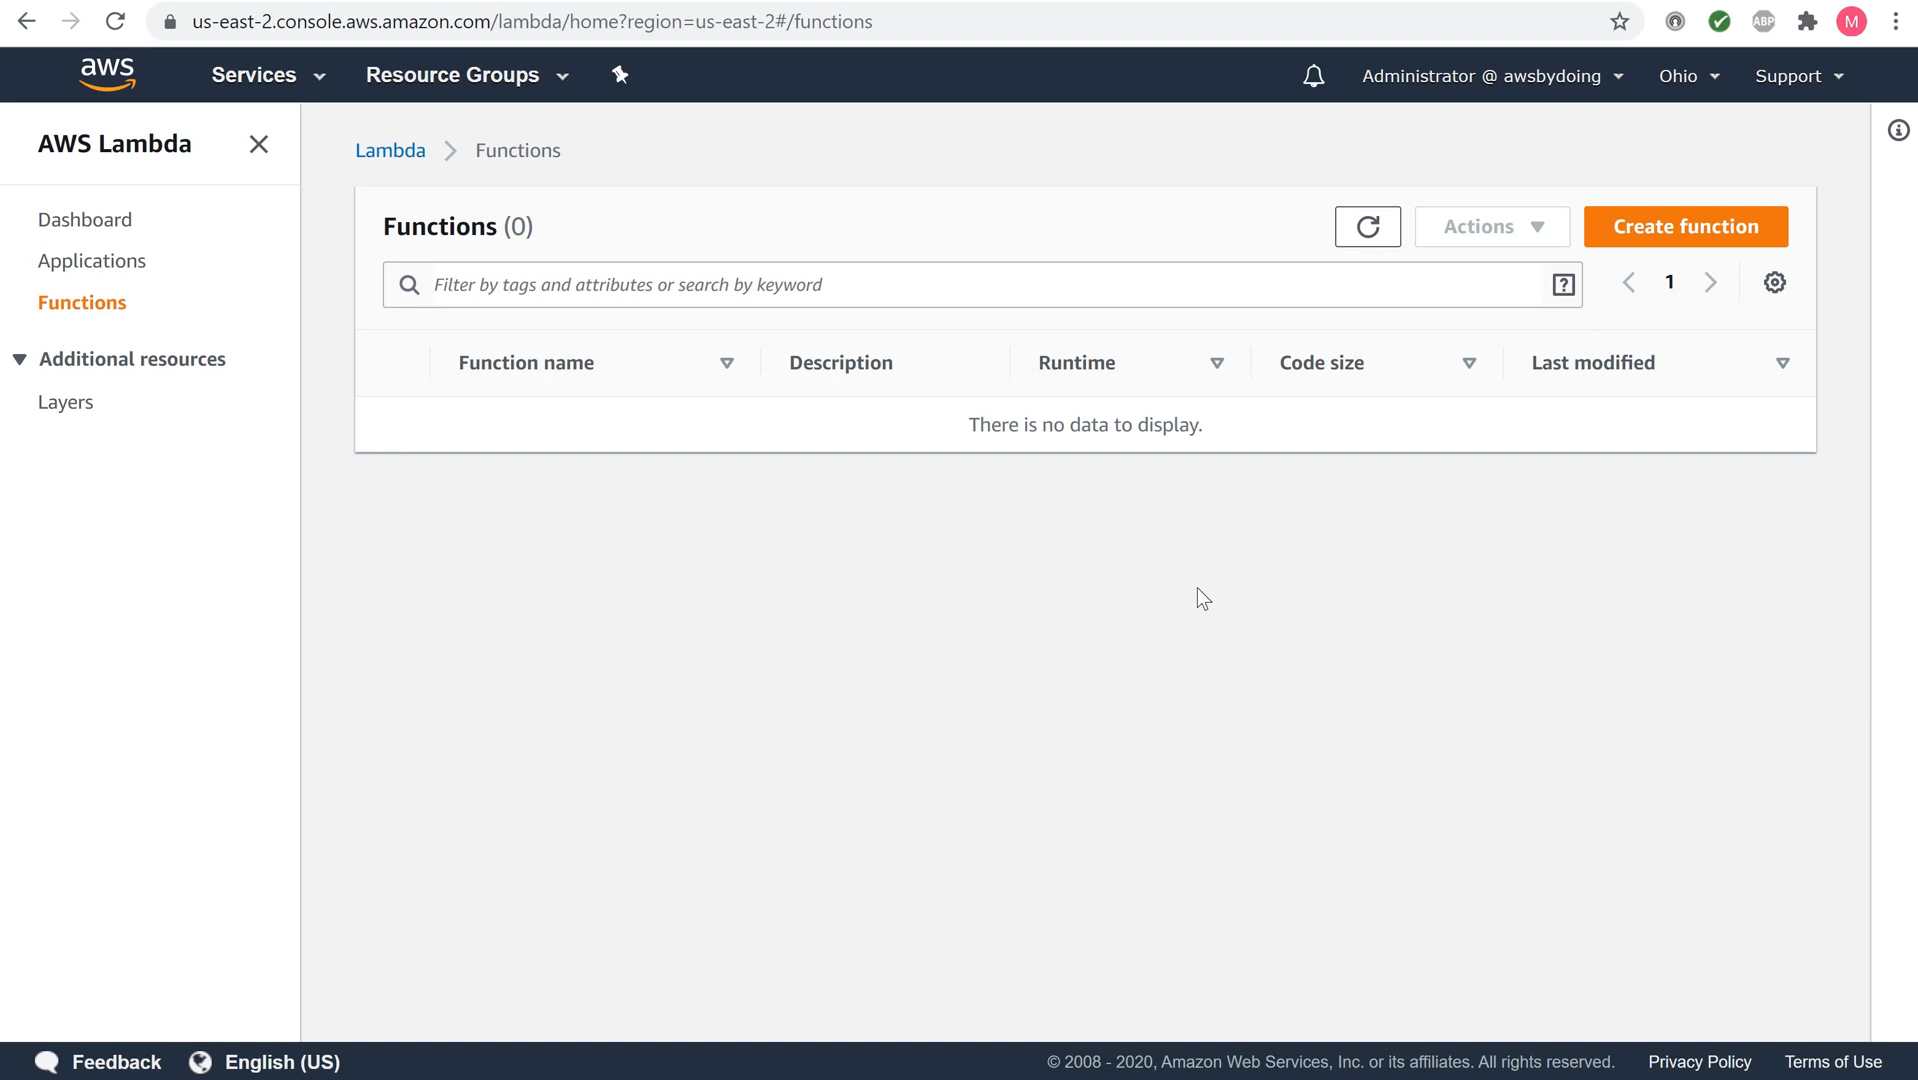 us-east-2.console.aws.amazon.com/lambda/home?region=us-east-2#/functions
ABP
M
aws
Services
Resource Groups
Administrator @ awsbydoing
Ohio
Support
AWS Lambda
Dashboard
Applications
Functions
Additional resources
Layers
Lambda
Functions
Functions (0)
Actions
Create function
Filter by tags and attributes or search by keyword
1
Function name
Description
Runtime
Code size
Last modified
There is no data to display.
Feedback
English (US)
© 2008 - 2020, Amazon Web Services, Inc. or its affiliates. All rights reserved.
Privacy Policy
Terms of Use